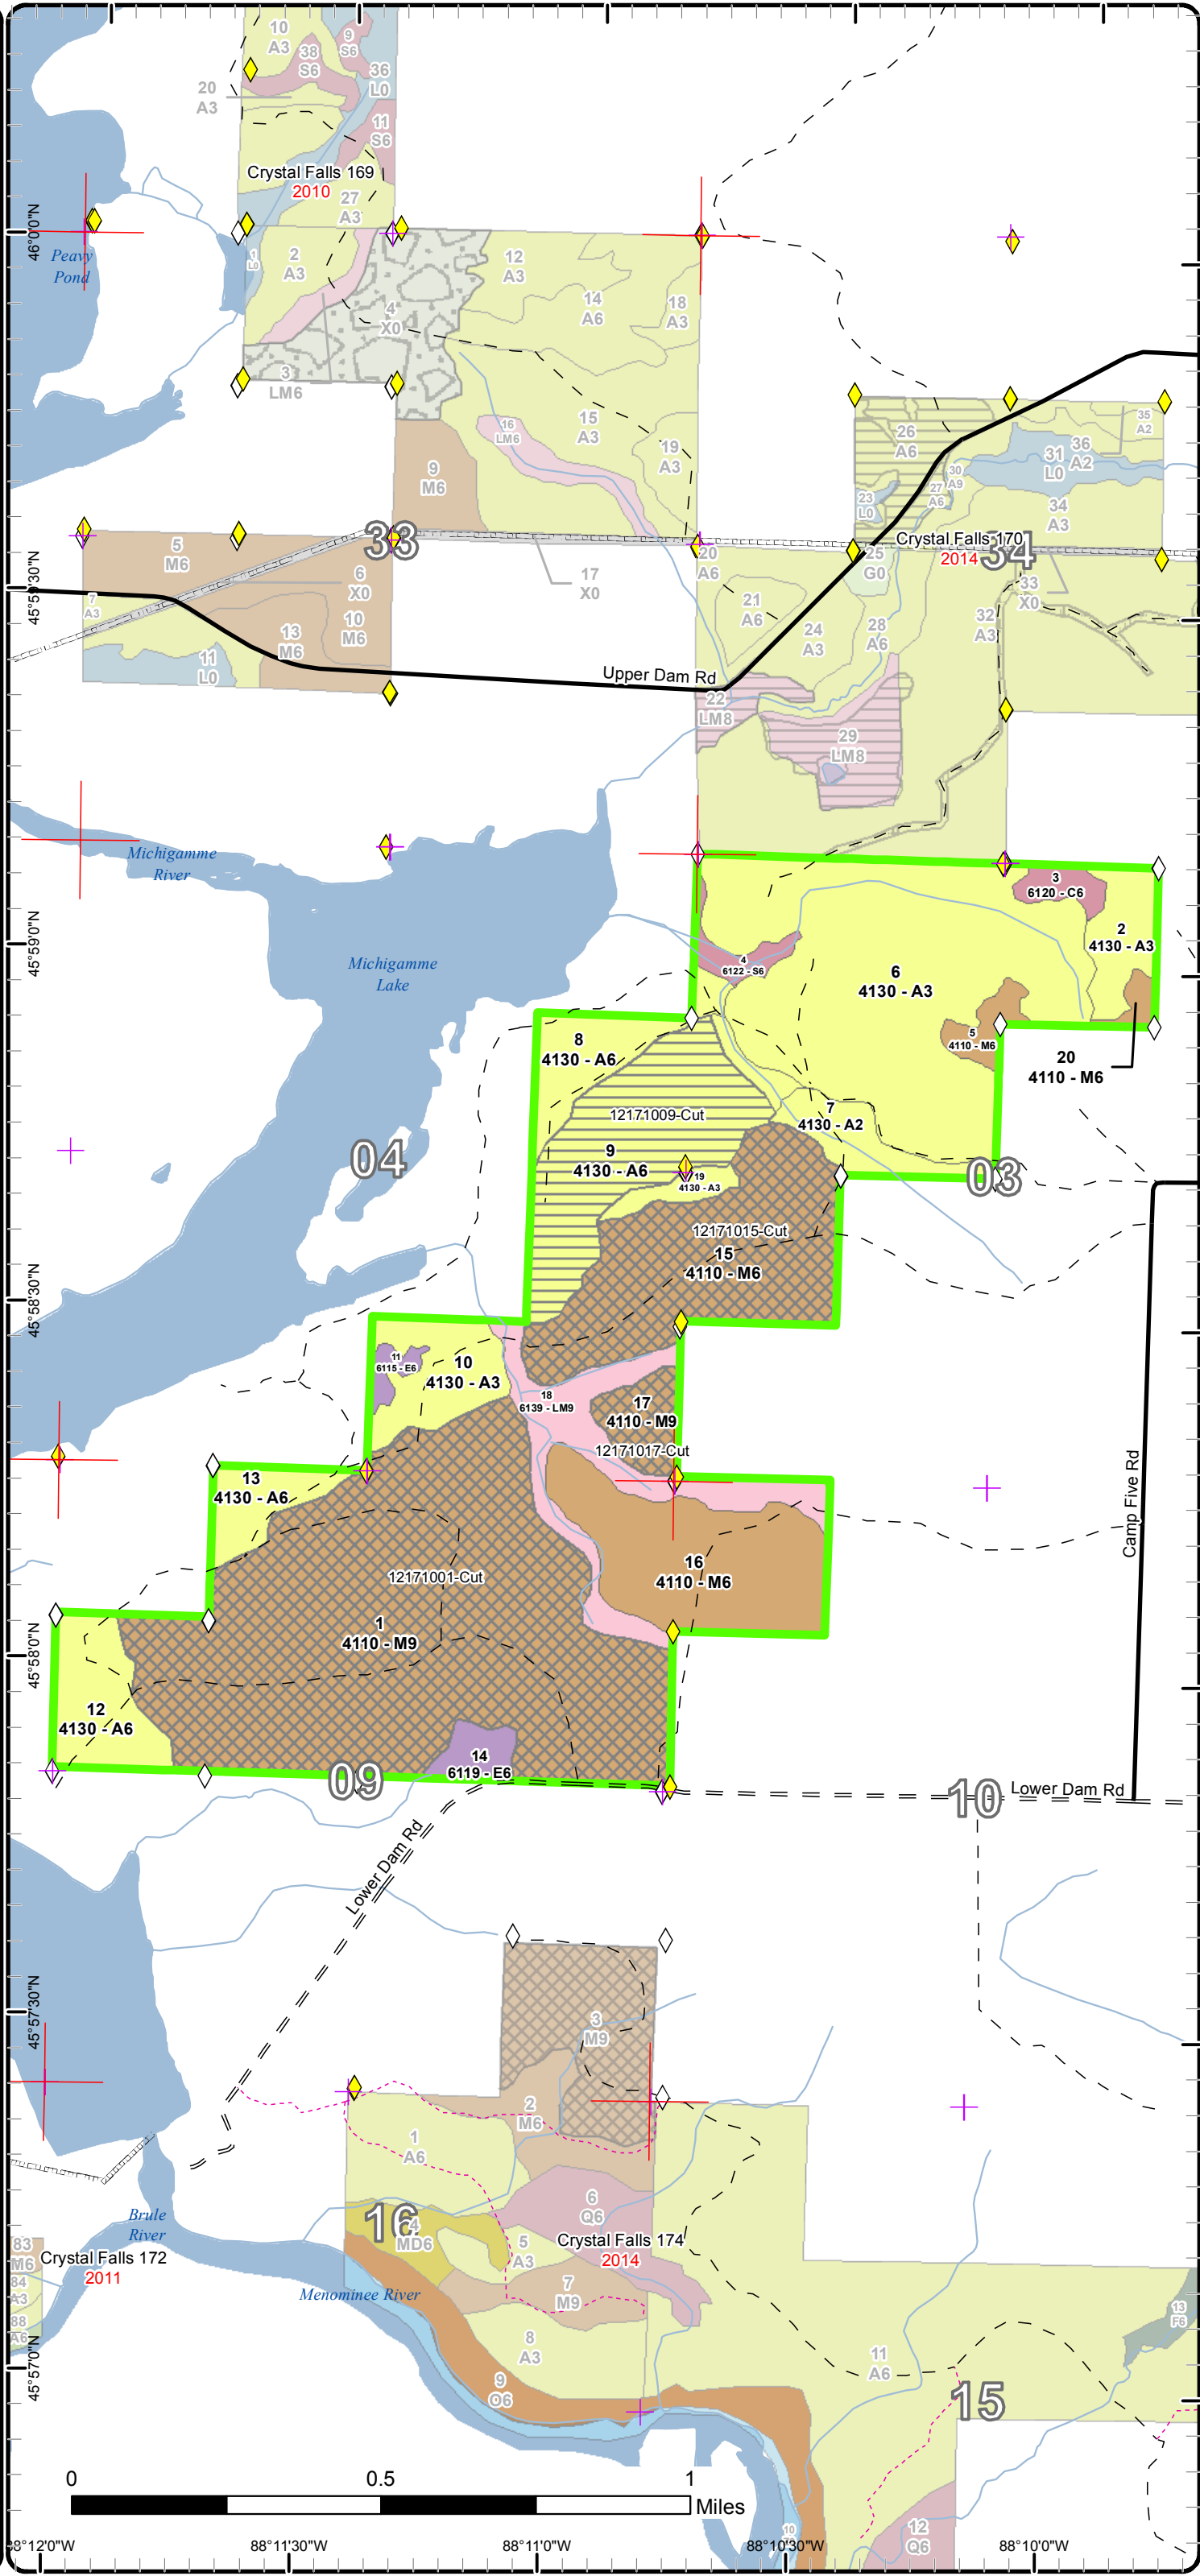 10
A3
9
S6
38
S6
36
L0
20
A3
11
S6
Crystal Falls 169
2010
27
A3
46°0'0"N
Peavy
Pond
1
L0
2
A3
12
A3
14
A6
18
A3
4
X0
3
LM6
16
LM6
15
A3
19
A3
9
M6
26
A6
35
A2
36
A2
31
L0
30
A9
27
A6
23
L0
34
A3
33
Crystal Falls 170
2014
34
5
M6
20
A6
25
G0
17
X0
6
X0
33
X0
45°59'30"N
7
A3
21
A6
10
M6
13
M6
24
A3
28
A6
32
A3
11
L0
Upper Dam Rd
22
LM8
29
LM8
Michigamme
River
3
6120 - C6
2
4130 - A3
45°59'0"N
Michigamme
Lake
4
6122 - S6
6
4130 - A3
5
4110 - M6
8
4130 - A6
20
4110 - M6
12171009-Cut
7
4130 - A2
04
9
4130 - A6
19
4130 - A3
03
12171015-Cut
15
4110 - M6
45°58'30"N
11
6115 - E6
10
4130 - A3
18
6139 - LM9
17
4110 - M9
12171017-Cut
13
4130 - A6
Camp Five Rd
12171001-Cut
16
4110 - M6
1
4110 - M9
45°58'0"N
12
4130 - A6
14
6119 - E6
09
10
Lower Dam Rd
Lower Dam Rd
45°57'30"N
3
M9
2
M6
1
A6
6
Q6
Brule
River
16
4
MD6
5
A3
Crystal Falls 174
2014
83
M6
Crystal Falls 172
2011
84
A3
Menominee River
7
M9
13
F6
88
A6
8
A3
11
A6
45°57'0"N
9
O6
15
0
0.5
1
Miles
12
Q6
10
88°11'30"W
88°11'0"W
88°10'30"W
88°10'0"W